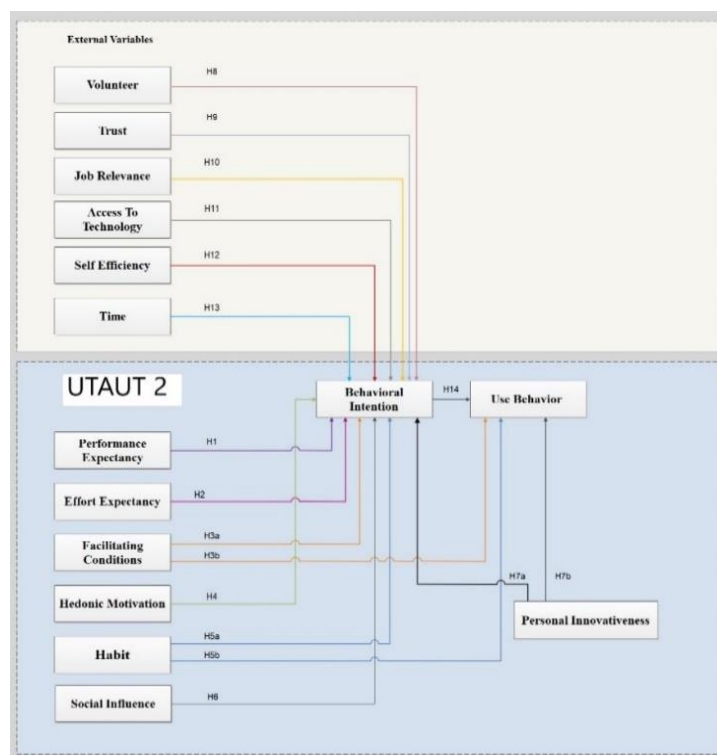 External Variables
H8
Volunteer
H9
Trust
H10
Job Relevance
H11
Access To
Technology
H12
Self Efficiency
H13
Time
UTAUT 2
Behavioral
Intention
H14
Use Behavior
H1
Performance
Expectancy
H2
Effort Expectancy
H3a
Facilitating
Conditions
H3b
H7a
H7b
H4
Hedonic Motivation
Personal Innovativeness
H5a
Habit
H5b
H6
Social Influence